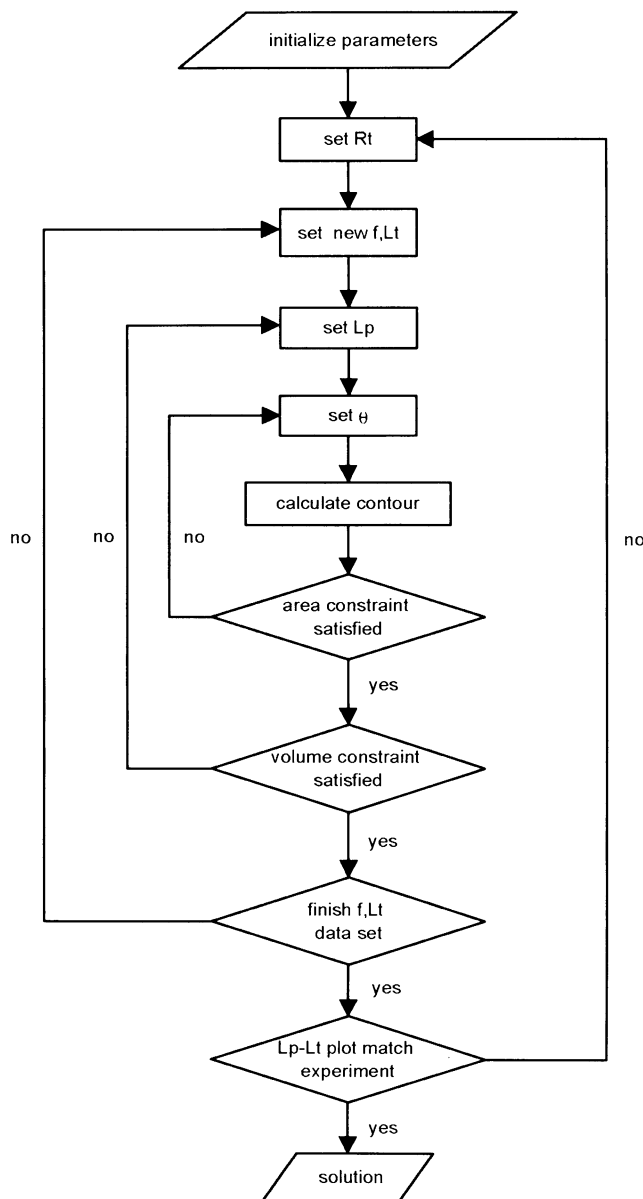 initialize parameters
set Rt
set new f,Lt
set Lp
set θ
calculate contour
no
no
no
no
area constraint
satisfied
yes
volume constraint
satisfied
yes
finish f,Lt
data set
yes
Lp-Lt plot match
experiment
yes
solution